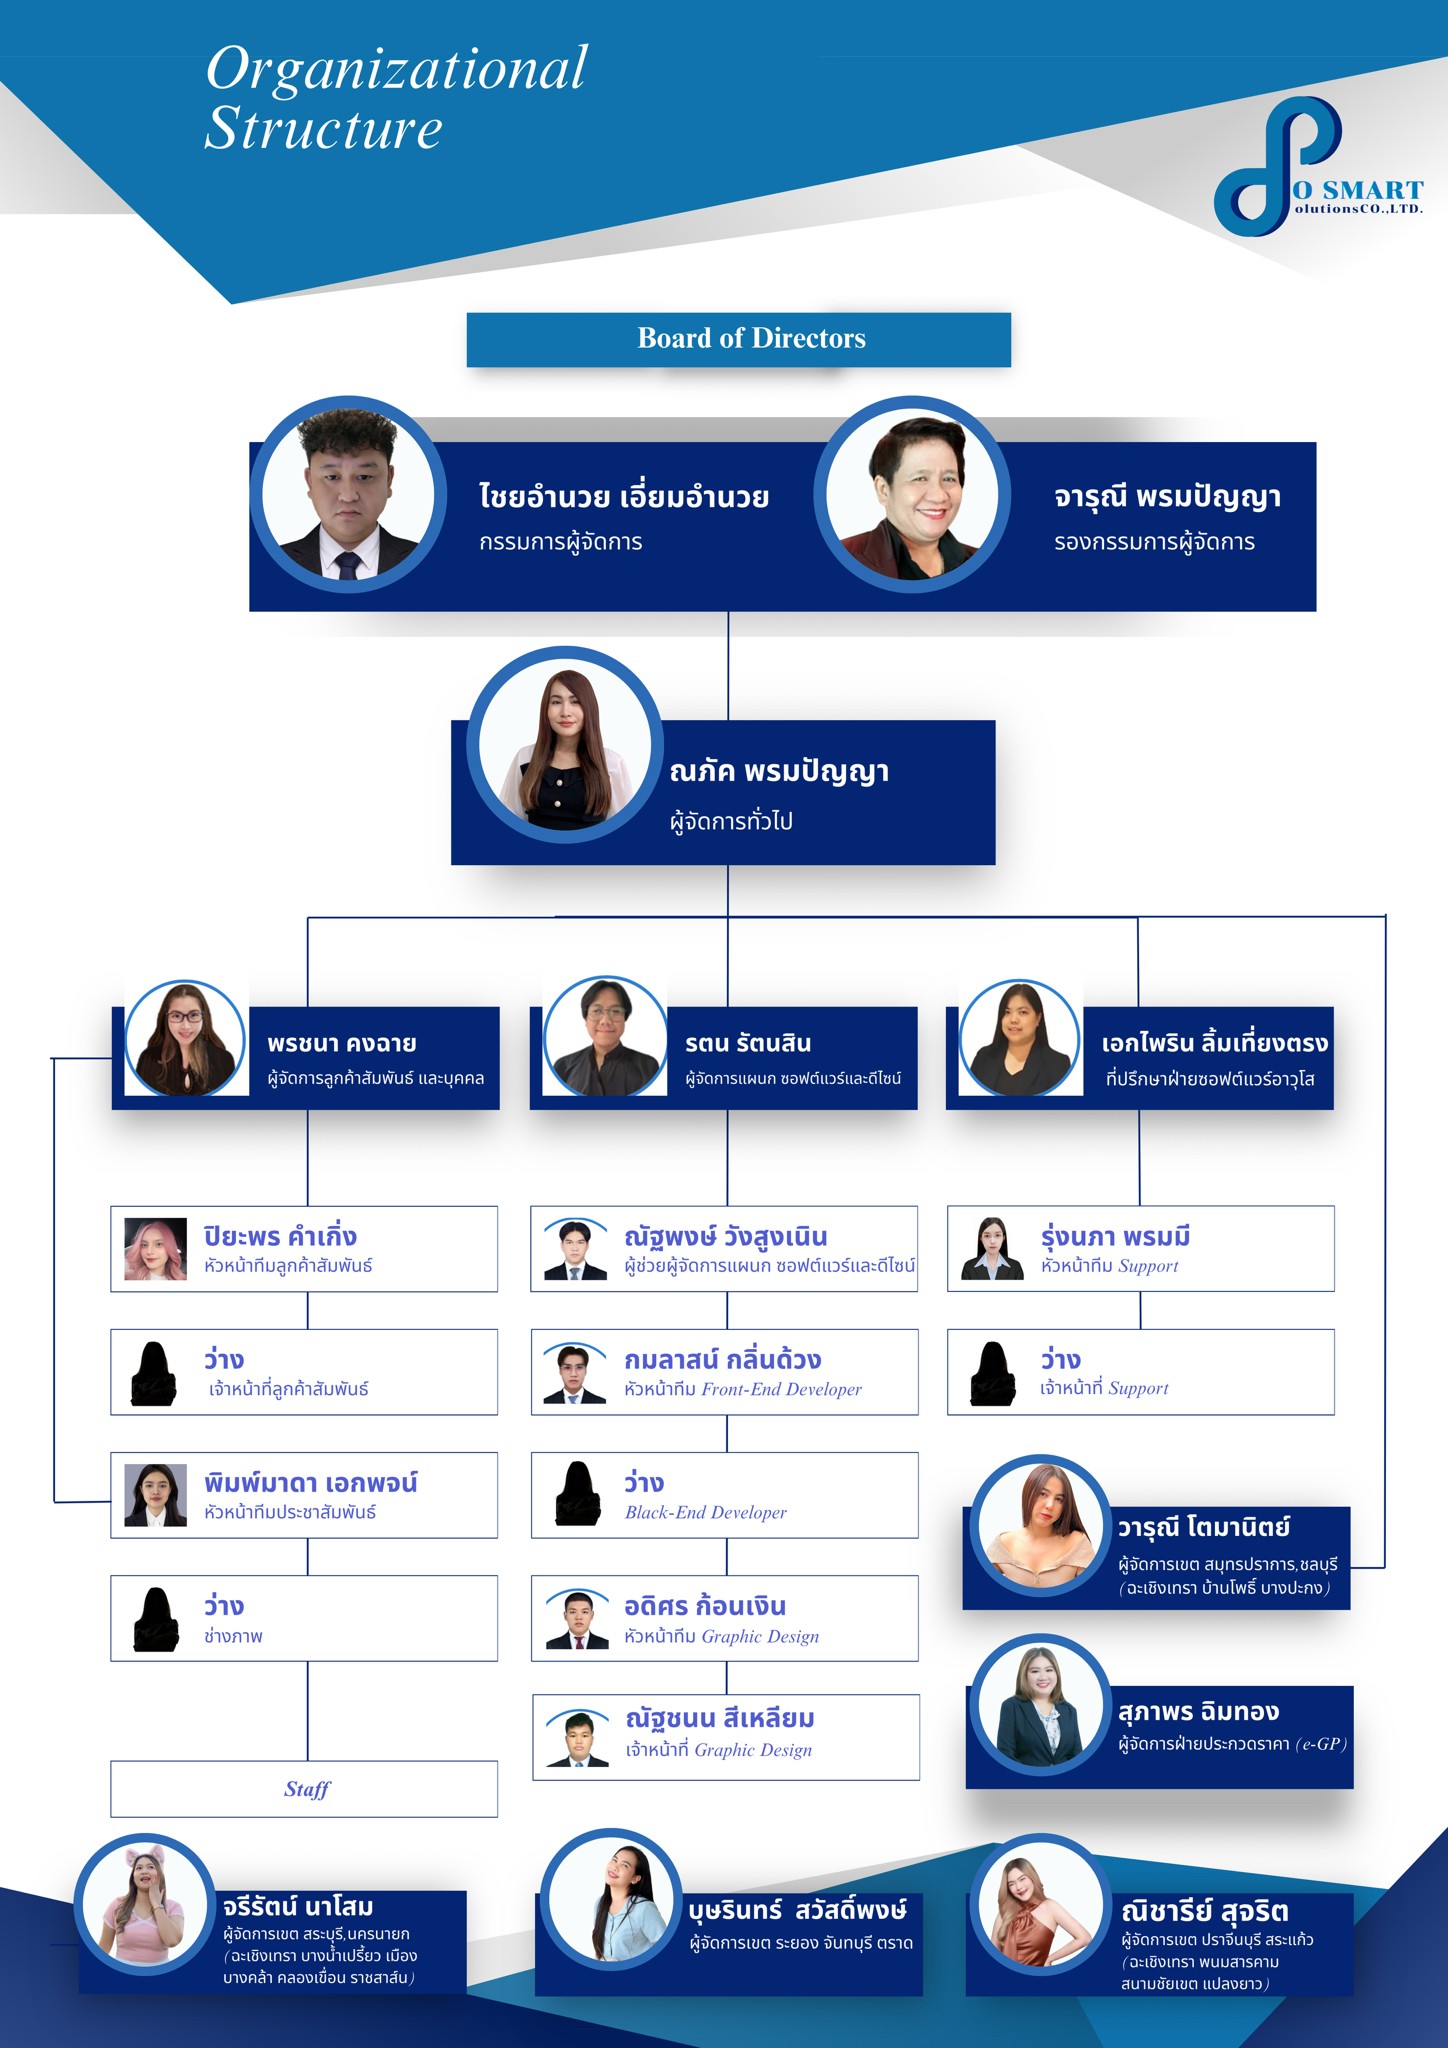 Organizational
Structure
O SMART
olutionsCO.,LTD.
Board of Directors
ไชยอำนวย เอี่ยมอำนวย
กรรมการผู้จัดการ
จารุณี พรมปัญญา
รองกรรมการผู้จัดการ
ณภัค พรมปัญญา
ผู้จัดการทั่วไป
พรชนา คงฉาย
ผู้จัดการลูกค้าสัมพันธ์ และบุคคล
รตน รัตนสิน
ผู้จัดการแผนก ซอฟต์แวร์และดีไซน์
เอกไพริน ลิ้มเที่ยงตรง
ที่ปรึกษาฝ่ายซอฟต์แวร์อาวุโส
ปิยะพร คำเกิ่ง
หัวหน้าทีมลูกค้าสัมพันธ์
ณัฐพงษ์ วังสูงเนิน
ผู้ช่วยผู้จัดการแผนก ซอฟต์แวร์และดีไซน์
รุ่งนภา พรมมี
หัวหน้าทีม Support
ว่าง
เจ้าหน้าที่ลูกค้าสัมพันธ์
กมลาสน์ กลิ่นด้วง
หัวหน้าทีม Front-End Developer
ว่าง
เจ้าหน้าที่ Support
พิมพ์มาดา เอกพจน์
หัวหน้าทีมประชาสัมพันธ์
ว่าง
Black-End Developer
วารุณี โตมานิตย์
ผู้จัดการเขต สมุทรปราการ,ชลบุรี
(ฉะเชิงเทรา บ้านโพธิ์ บางปะกง)
ว่าง
ช่างภาพ
อดิศร ก้อนเงิน
หัวหน้าทีม Graphic Design
สุภาพร ฉิมทอง
ผู้จัดการฝ่ายประกวดราคา (e-GP)
ณัฐชนน สีเหลียม
เจ้าหน้าที่ Graphic Design
Staff
จรีรัตน์ นาโสม
ผู้จัดการเขต สระบุรี,นครนายก
(ฉะเชิงเทรา บางน้ำเปรี้ยว เมือง
บางคล้า คลองเขื่อน ราชสาส์น)
บุษรินทร์ สวัสดิ์พงษ์
ผู้จัดการเขต ระยอง จันทบุรี ตราด
ณิชารีย์ สุจริต
ผู้จัดการเขต ปราจีนบุรี สระแก้ว
(ฉะเชิงเทรา พนมสารคาม
สนามชัยเขต แปลงยาว)